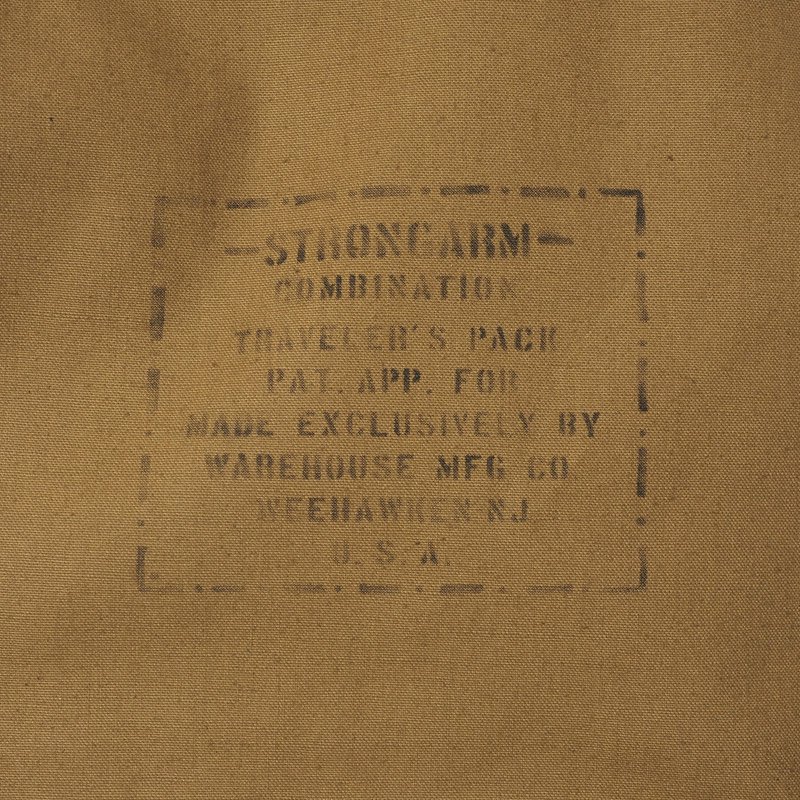 -STRONGARM-
COMBINATION
TRAVELER'S PACK
PAT. APP. FOR
MADE EXCLUSIVELY BY
WAREHOUSE MFG CO.
WEEHAWKEN NJ
U.S.A.